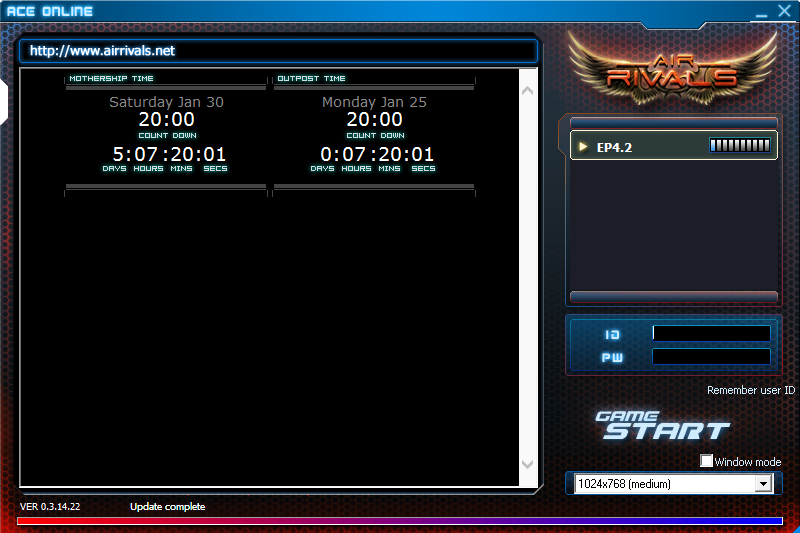 ACE ONLINE
http://www.airrivals.net
MOTHERSHIP TIME
OUTPOST TIME
Saturday Jan 30
20:00
COUNT DOWN
5:07:20:01
DAYS HOURS MINS SECS
Monday Jan 25
20:00
COUNT DOWN
0:07:20:01
DAYS HOURS MINS SECS
AIR
RIVALS
EP4.2
ID
PW
Remember user ID
GAME
START
Window mode
1024x768 (medium)
VER 0.3.14.22
Update complete